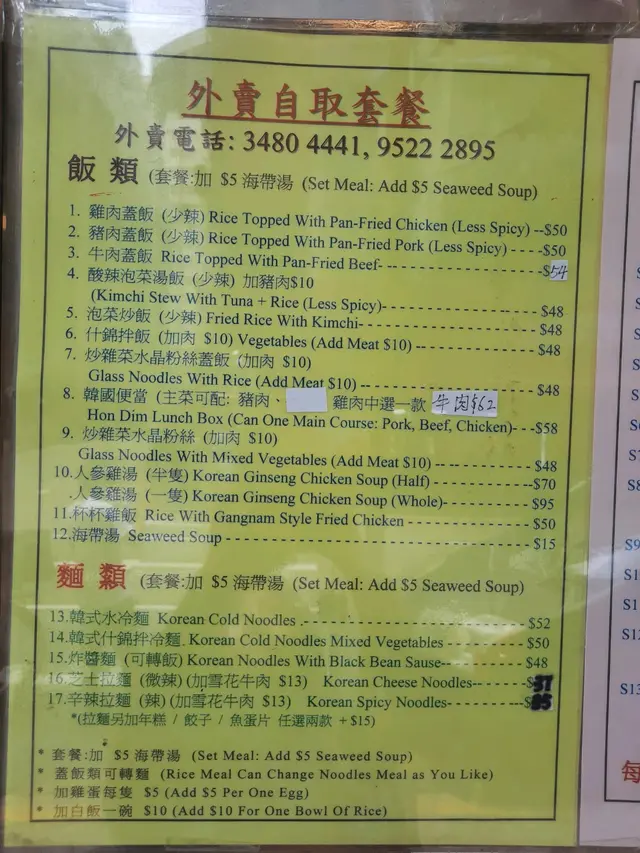 外賣自取套餐
外賣電話: 3480 4441, 9522 2895
飯 類 (套餐:加 $5 海帶湯 (Set Meal: Add $5 Seaweed Soup)
1. 雞肉蓋飯 (少辣) Rice Topped With Pan-Fried Chicken (Less Spicy) --$50
2. 豬肉蓋飯 (少辣) Rice Topped With Pan-Fried Pork (Less Spicy) ----$50
3. 牛肉蓋飯 Rice Topped With Pan-Fried Beef------------------$54
4. 酸辣泡菜湯飯 (少辣) 加豬肉$10
(Kimchi Stew With Tuna + Rice (Less Spicy)------------------ $48
5. 泡菜炒飯 (少辣) Fried Rice With Kimchi--------------------- $48
6. 什錦拌飯 (加肉 $10) Vegetables (Add Meat $10) -------------- $48
7. 炒雜菜水晶粉絲蓋飯 (加肉 $10)
Glass Noodles With Rice (Add Meat $10) -------------------- $48
8. 韓國便當 (主菜可配: 豬肉、 雞肉中選一款 牛肉$62
Hon Dim Lunch Box (Can One Main Course: Pork, Beef, Chicken)---$58
9. 炒雜菜水晶粉絲 (加肉 $10)
Glass Noodles With Mixed Vegetables (Add Meat $10) ----------- $48
10.人參雞湯 (半隻) Korean Ginseng Chicken Soup (Half) -----------$70
.人參雞湯 (一隻) Korean Ginseng Chicken Soup (Whole)---------- $95
11.杯杯雞飯 Rice With Gangnam Style Fried Chicken -------------- $50
12.海帶湯 Seaweed Soup ----------------------------------- $15
麵 類 (套餐:加 $5 海帶湯 (Set Meal: Add $5 Seaweed Soup)
13.韓式水冷麵 Korean Cold Noodles .------------------------- $52
14.韓式什錦拌冷麵 Korean Cold Noodles Mixed Vegetables --------- $50
15.炸醬麵 (可轉飯) Korean Noodles With Black Bean Sause--------- $48
16.芝士拉麵 (微辣) (加雪花牛肉 $13) Korean Cheese Noodles------$37
17.辛辣拉麵 (辣) (加雪花牛肉 $13) Korean Spicy Noodles--------$35
*(拉麵另加年糕 / 餃子 / 魚蛋片 任選兩款 + $15)
* 套餐:加 $5 海帶湯 (Set Meal: Add $5 Seaweed Soup)
* 蓋飯類可轉麵 (Rice Meal Can Change Noodles Meal as You Like)
* 加雞蛋每隻 $5 (Add $5 Per One Egg)
* 加白飯一碗 $10 (Add $10 For One Bowl Of Rice)
每